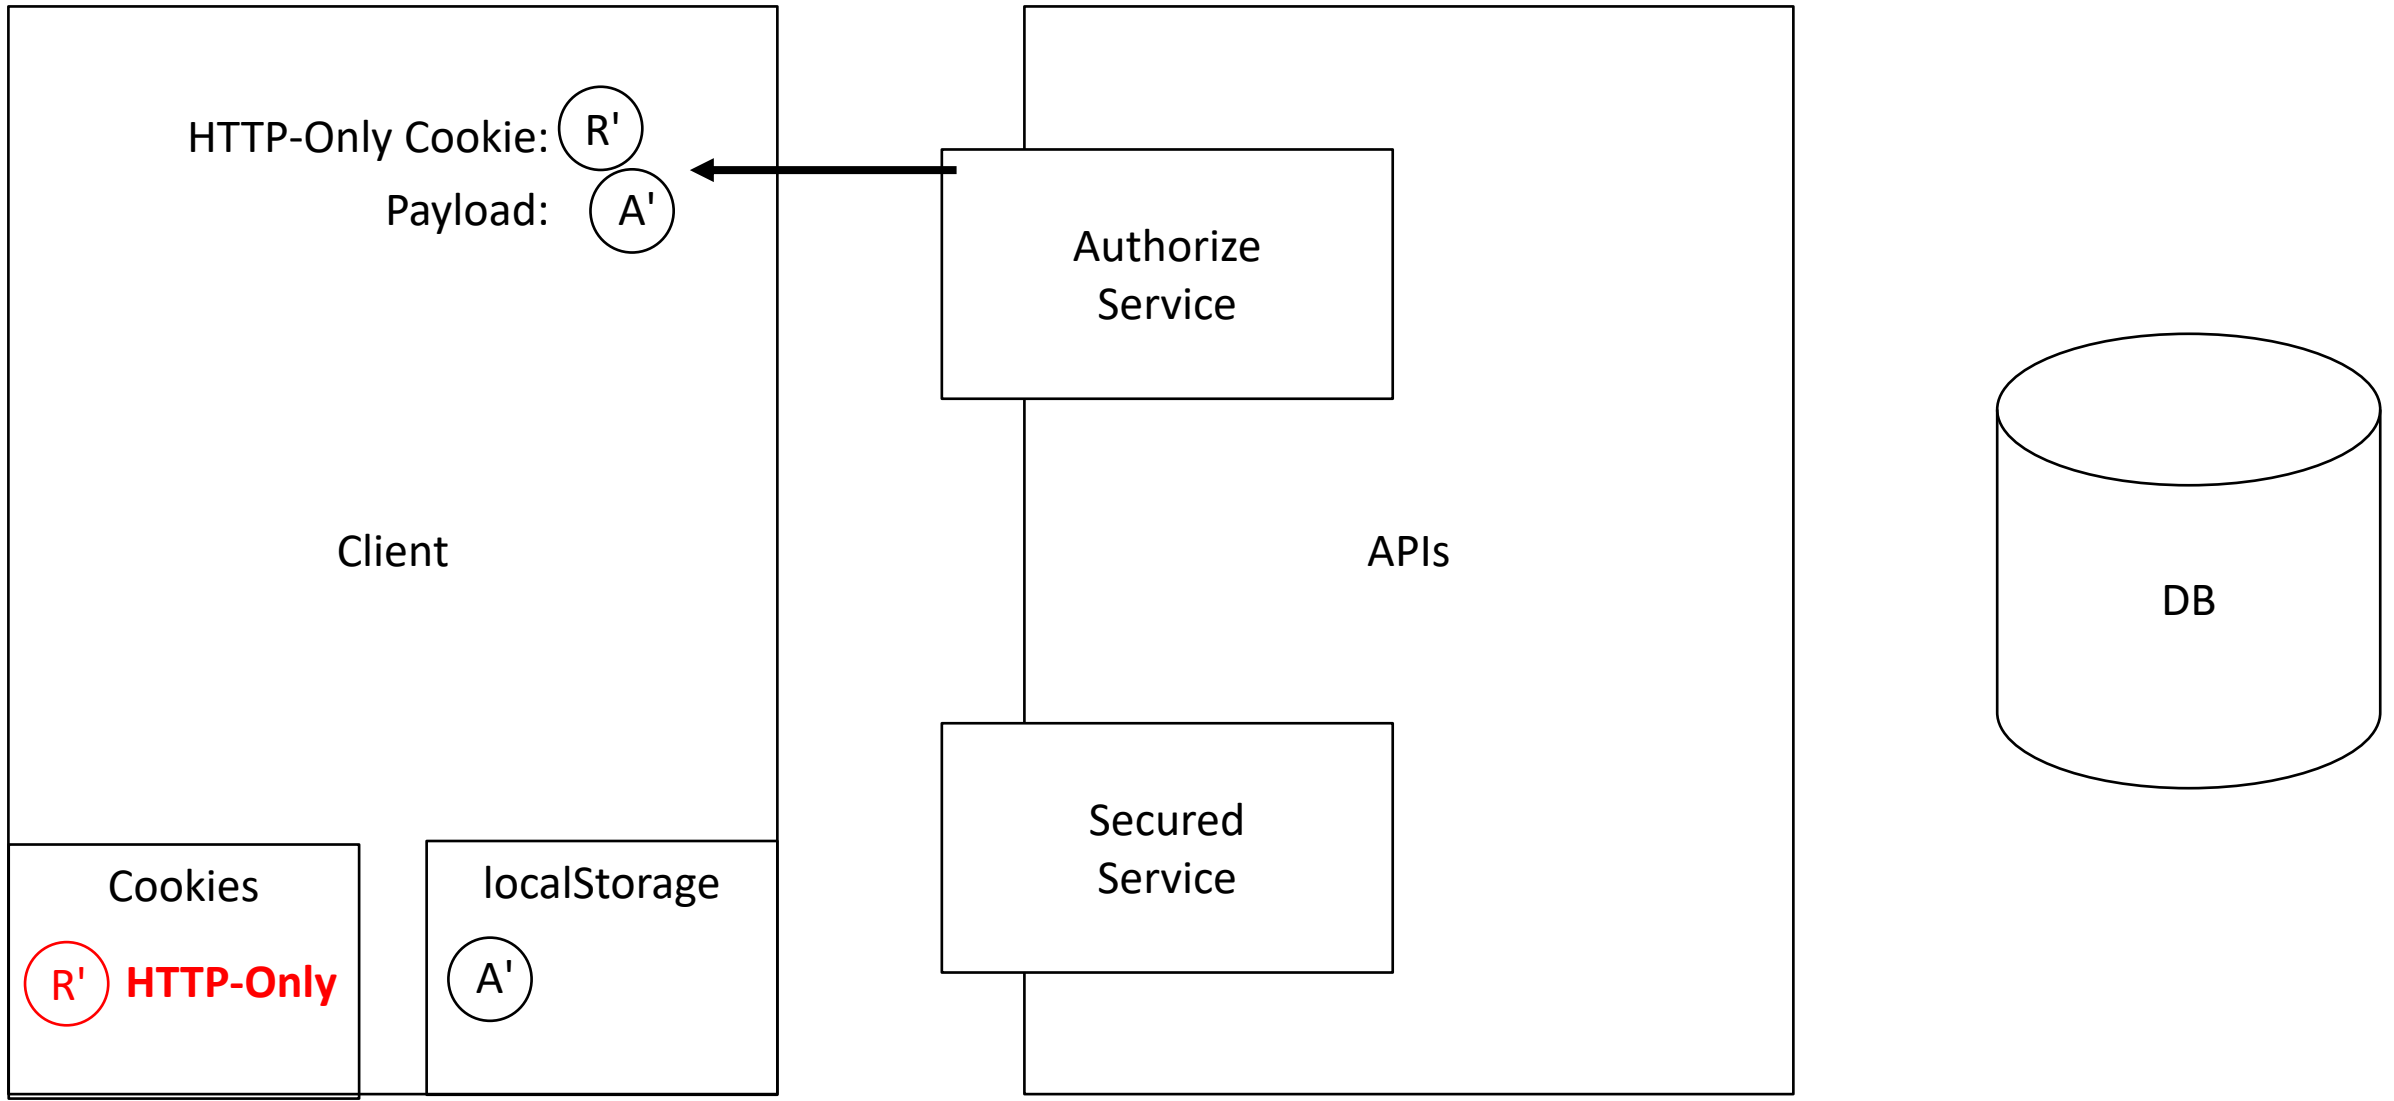 HTTP-Only Cookie: R'
Payload: A'
Client
Cookies
R' HTTP-Only
localStorage
A'
Authorize
Service
APIs
Secured
Service
DB